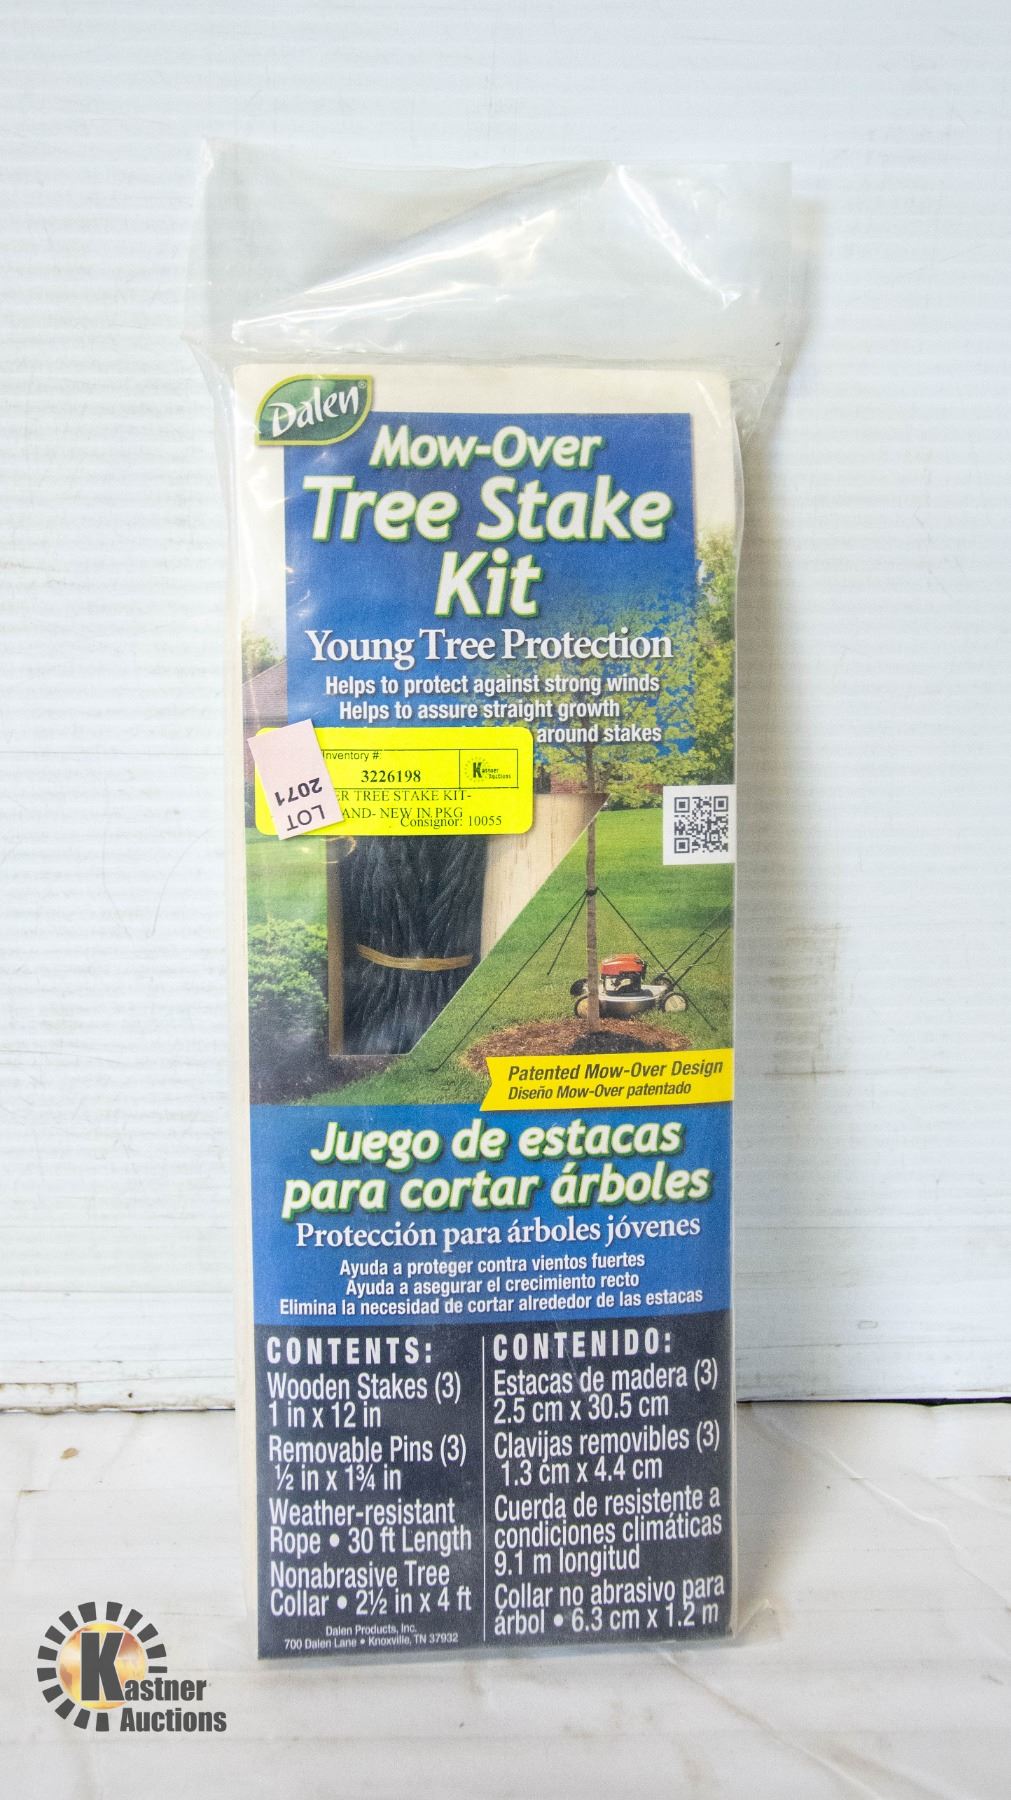 Dalen®
Mow-Over
Tree Stake
Kit
Young Tree Protection
Helps to protect against strong winds
Helps to assure straight growth
around stakes
Inventory #:
3226198
Kastner
Auctions
ER TREE STAKE KIT-
AND- NEW IN PKG
Consignor: 10055
LOT
2071
Patented Mow-Over Design
Diseño Mow-Over patentado
Juego de estacas
para cortar árboles
Protección para árboles jóvenes
Ayuda a proteger contra vientos fuertes
Ayuda a asegurar el crecimiento recto
Elimina la necesidad de cortar alrededor de las estacas
CONTENTS:
Wooden Stakes (3)
1 in x 12 in
Removable Pins (3)
½ in x 1¾ in
Weather-resistant
Rope • 30 ft Length
Nonabrasive Tree
Collar • 2½ in x 4 ft
Dalen Products, Inc.
700 Dalen Lane • Knoxville, TN 37932
CONTENIDO:
Estacas de madera (3)
2.5 cm x 30.5 cm
Clavijas removibles (3)
1.3 cm x 4.4 cm
Cuerda de resistente a
condiciones climáticas
9.1 m longitud
Collar no abrasivo para
árbol • 6.3 cm x 1.2 m
Kastner
Auctions